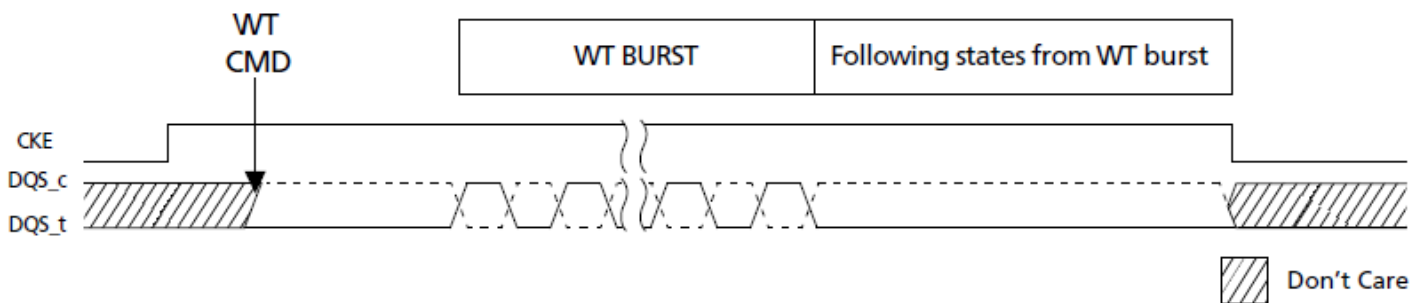 WT
CMD
WT BURST
Following states from WT burst
CKE
DQS_c
DQS_t
Don't Care